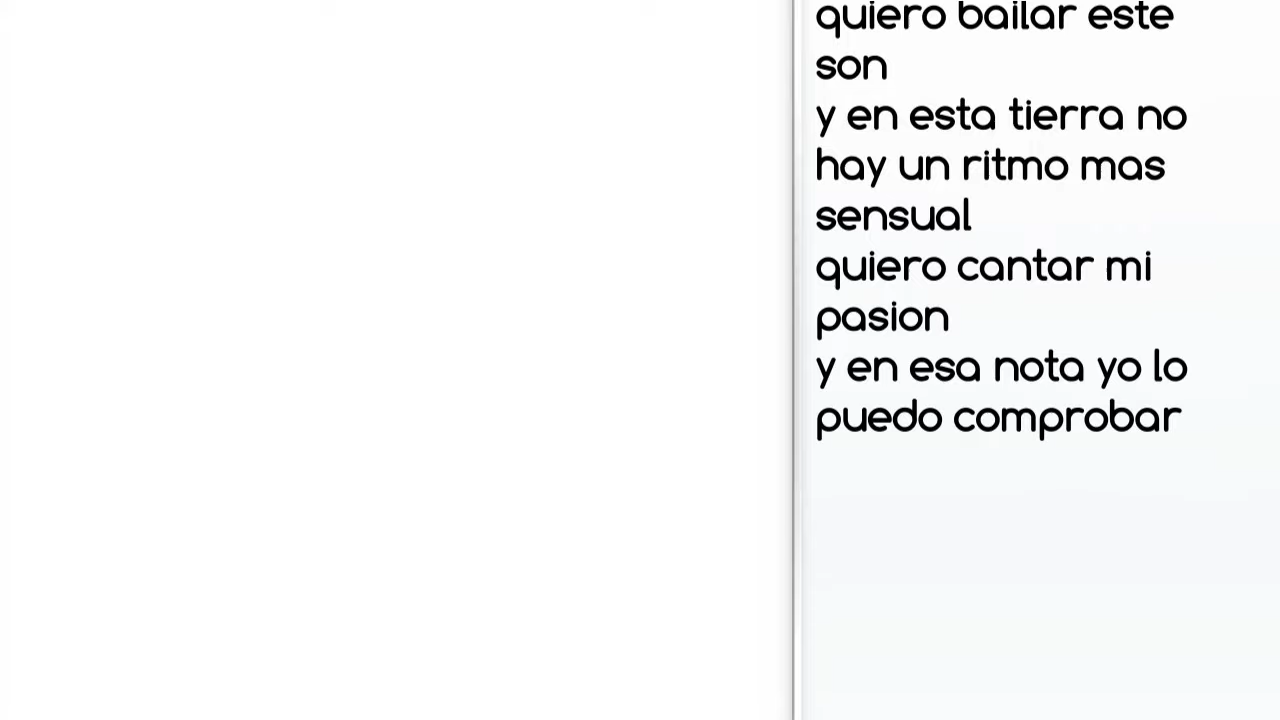 quiero bailar este
son
y en esta tierra no
hay un ritmo mas
sensual
quiero cantar mi
pasion
y en esa nota yo lo
puedo comprobar